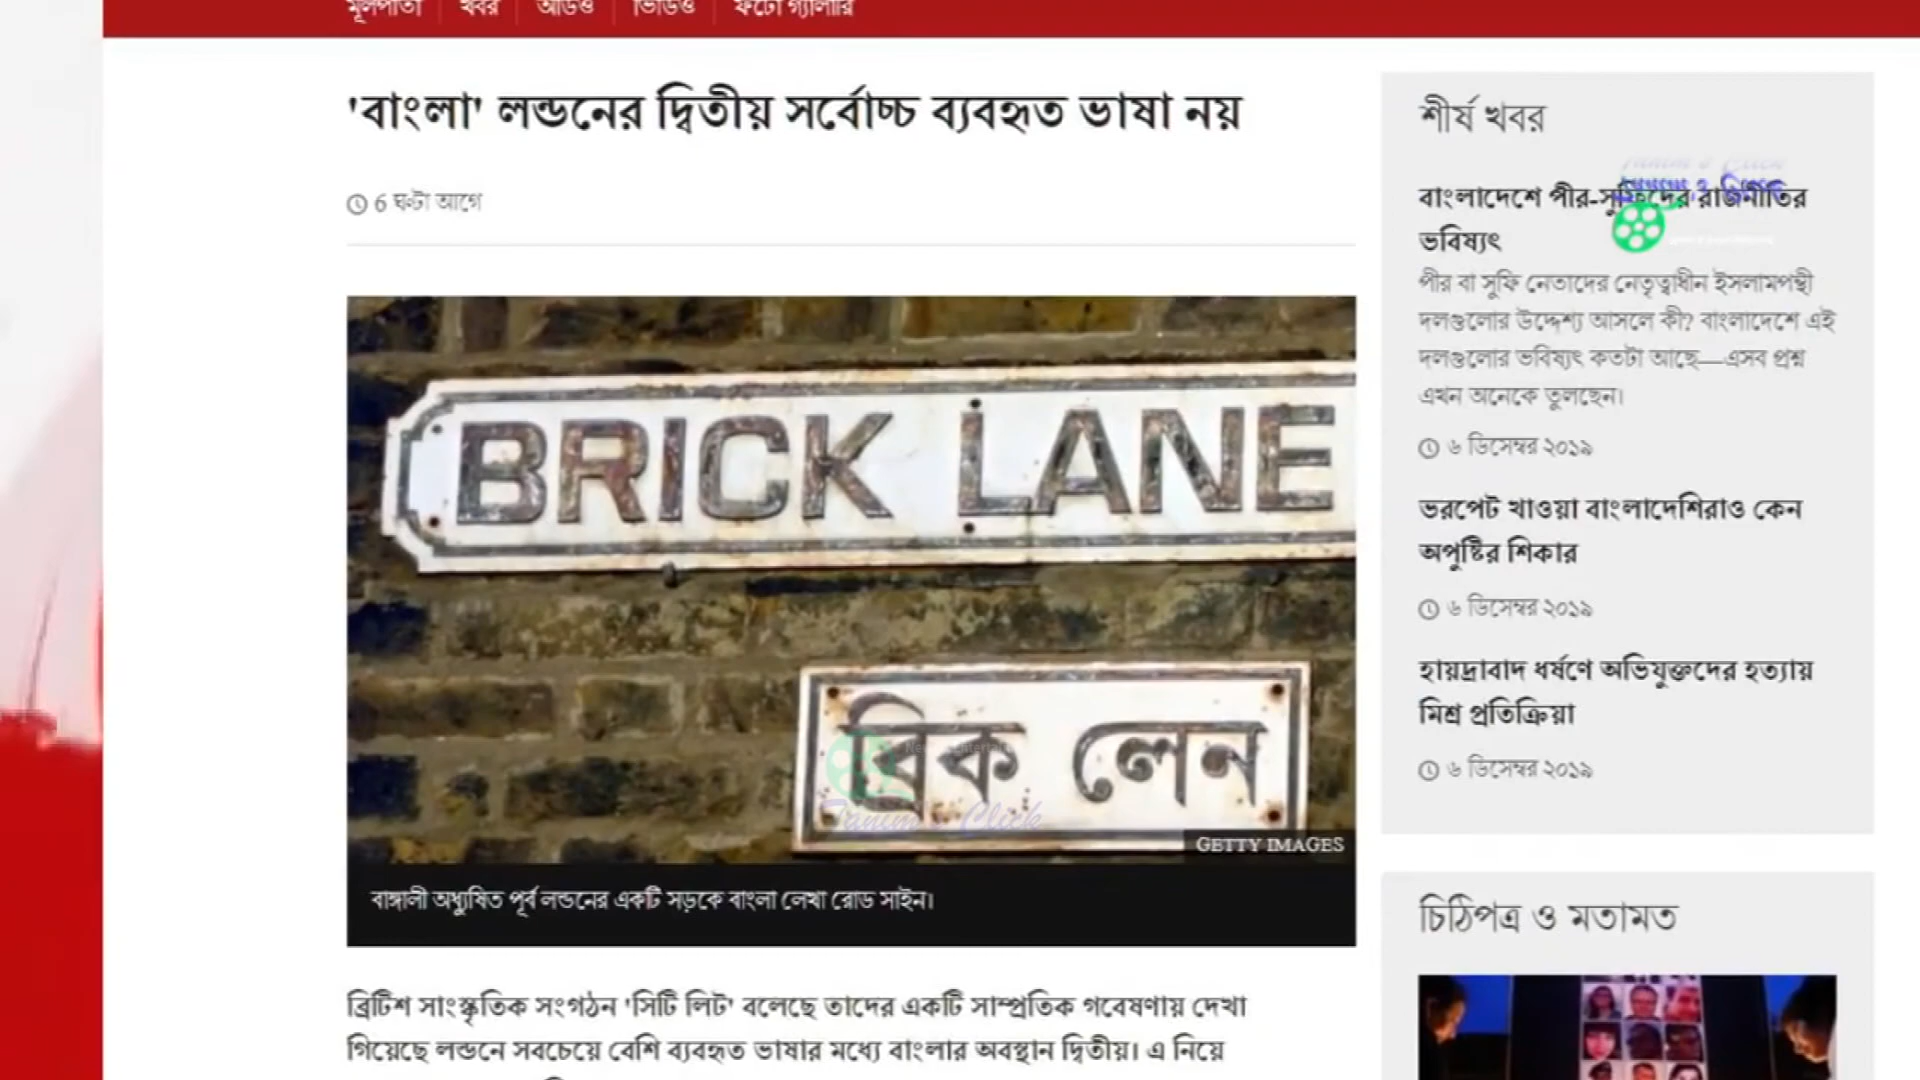 মূলপাতা খবর অডিও ভিডিও ফটো গ্যালারি
'বাংলা' লন্ডনের দ্বিতীয় সর্বোচ্চ ব্যবহৃত ভাষা নয়
6 ঘণ্টা আগে
BRICK LANE
ব্রিক লেন
GETTY IMAGES
বাঙ্গালী অধ্যুষিত পূর্ব লন্ডনের একটি সড়কে বাংলা লেখা রোড সাইন।
ব্রিটিশ সাংস্কৃতিক সংগঠন 'সিটি লিট' বলেছে তাদের একটি সাম্প্রতিক গবেষণায় দেখা
গিয়েছে লন্ডনে সবচেয়ে বেশি ব্যবহৃত ভাষার মধ্যে বাংলার অবস্থান দ্বিতীয়। এ নিয়ে
শীর্ষ খবর
বাংলাদেশে পীর-সুফিদের রাজনীতির
ভবিষ্যৎ
পীর বা সুফি নেতাদের নেতৃত্বাধীন ইসলামপন্থী
দলগুলোর উদ্দেশ্য আসলে কী? বাংলাদেশে এই
দলগুলোর ভবিষ্যৎ কতটা আছে—এসব প্রশ্ন
এখন অনেকে তুলছেন।
৬ ডিসেম্বর ২০১৯
ভরপেট খাওয়া বাংলাদেশিরাও কেন
অপুষ্টির শিকার
৬ ডিসেম্বর ২০১৯
হায়দ্রাবাদ ধর্ষণে অভিযুক্তদের হত্যায়
মিশ্র প্রতিক্রিয়া
৬ ডিসেম্বর ২০১৯
চিঠিপত্র ও মতামত